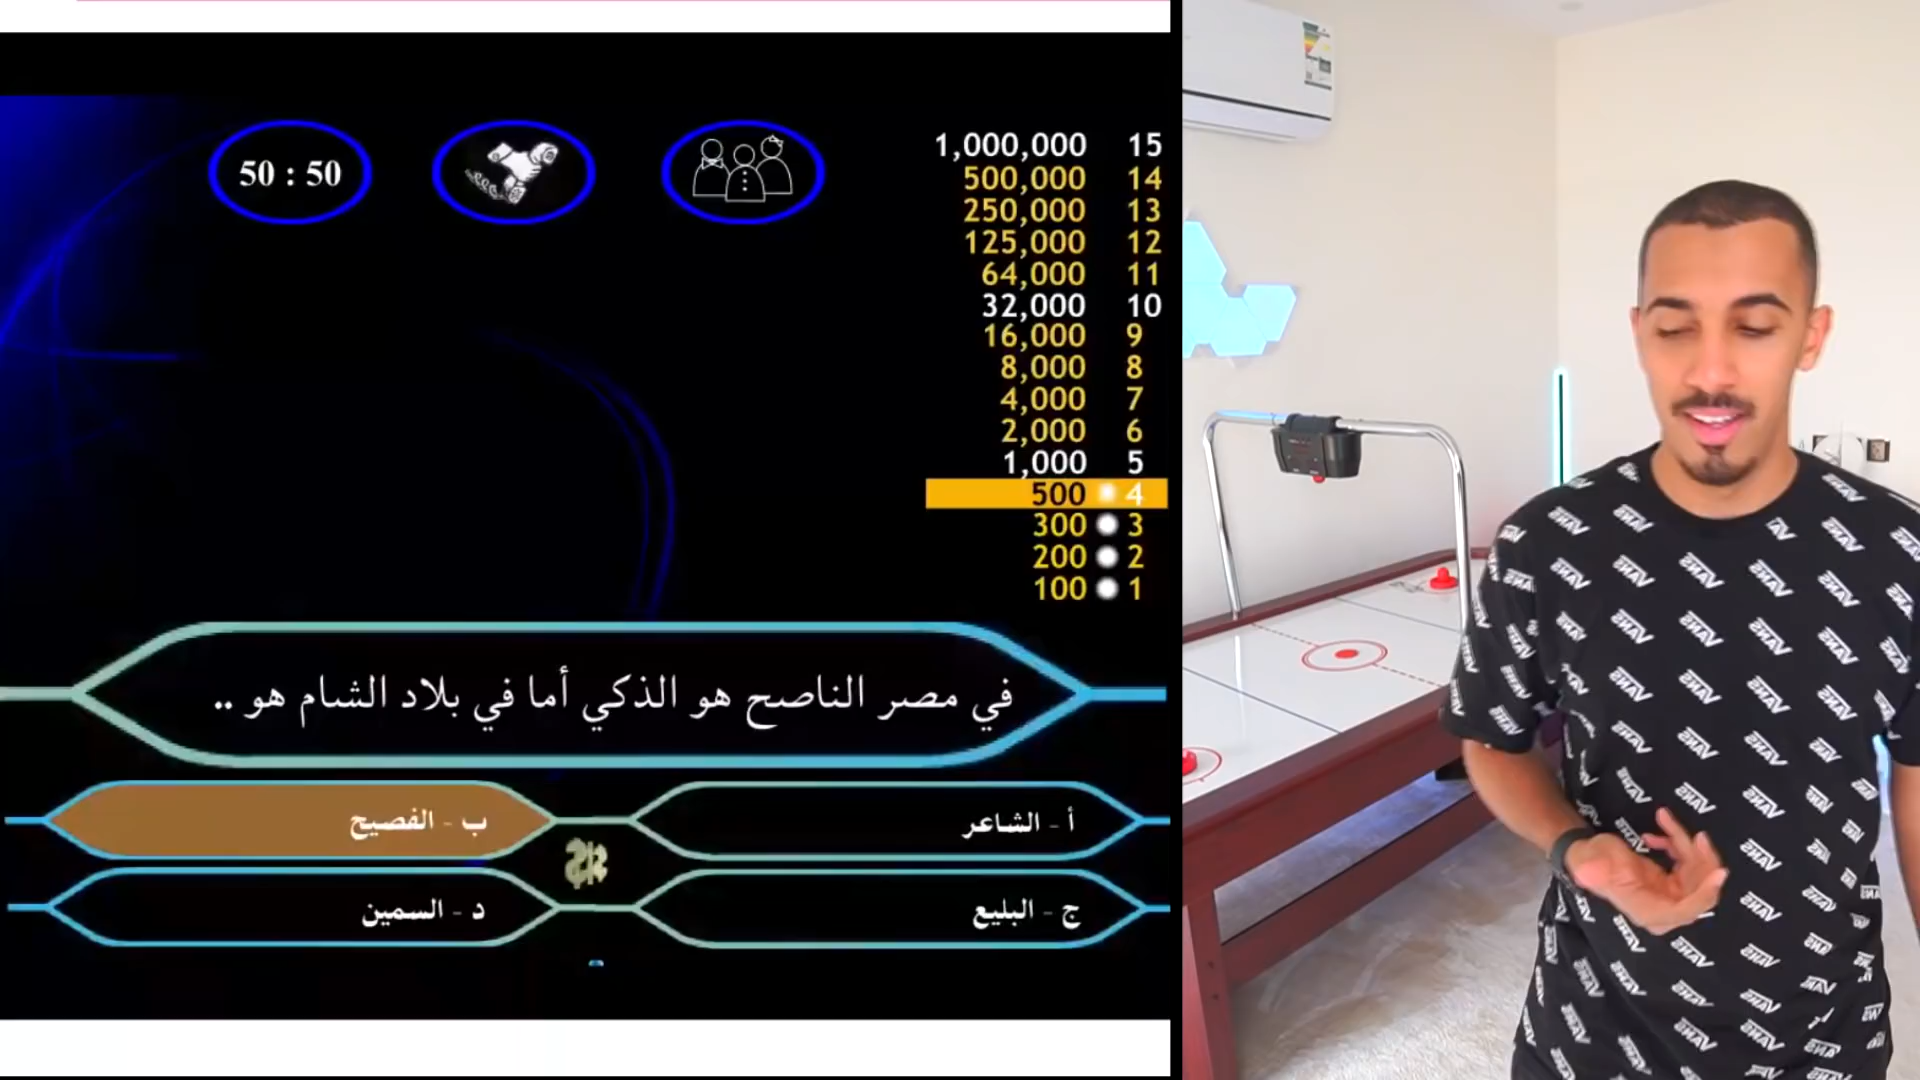 50 : 50
1,000,000 15
500,000 14
250,000 13
125,000 12
64,000 11
32,000 10
16,000 9
8,000 8
4,000 7
2,000 6
1,000 5
500 4
300 3
200 2
100 1
في مصر الناصح هو الذكي أما في بلاد الشام هو ..
أ - الشاعر
ب - الفصيح
ج - البليع
د - السمين
VANS